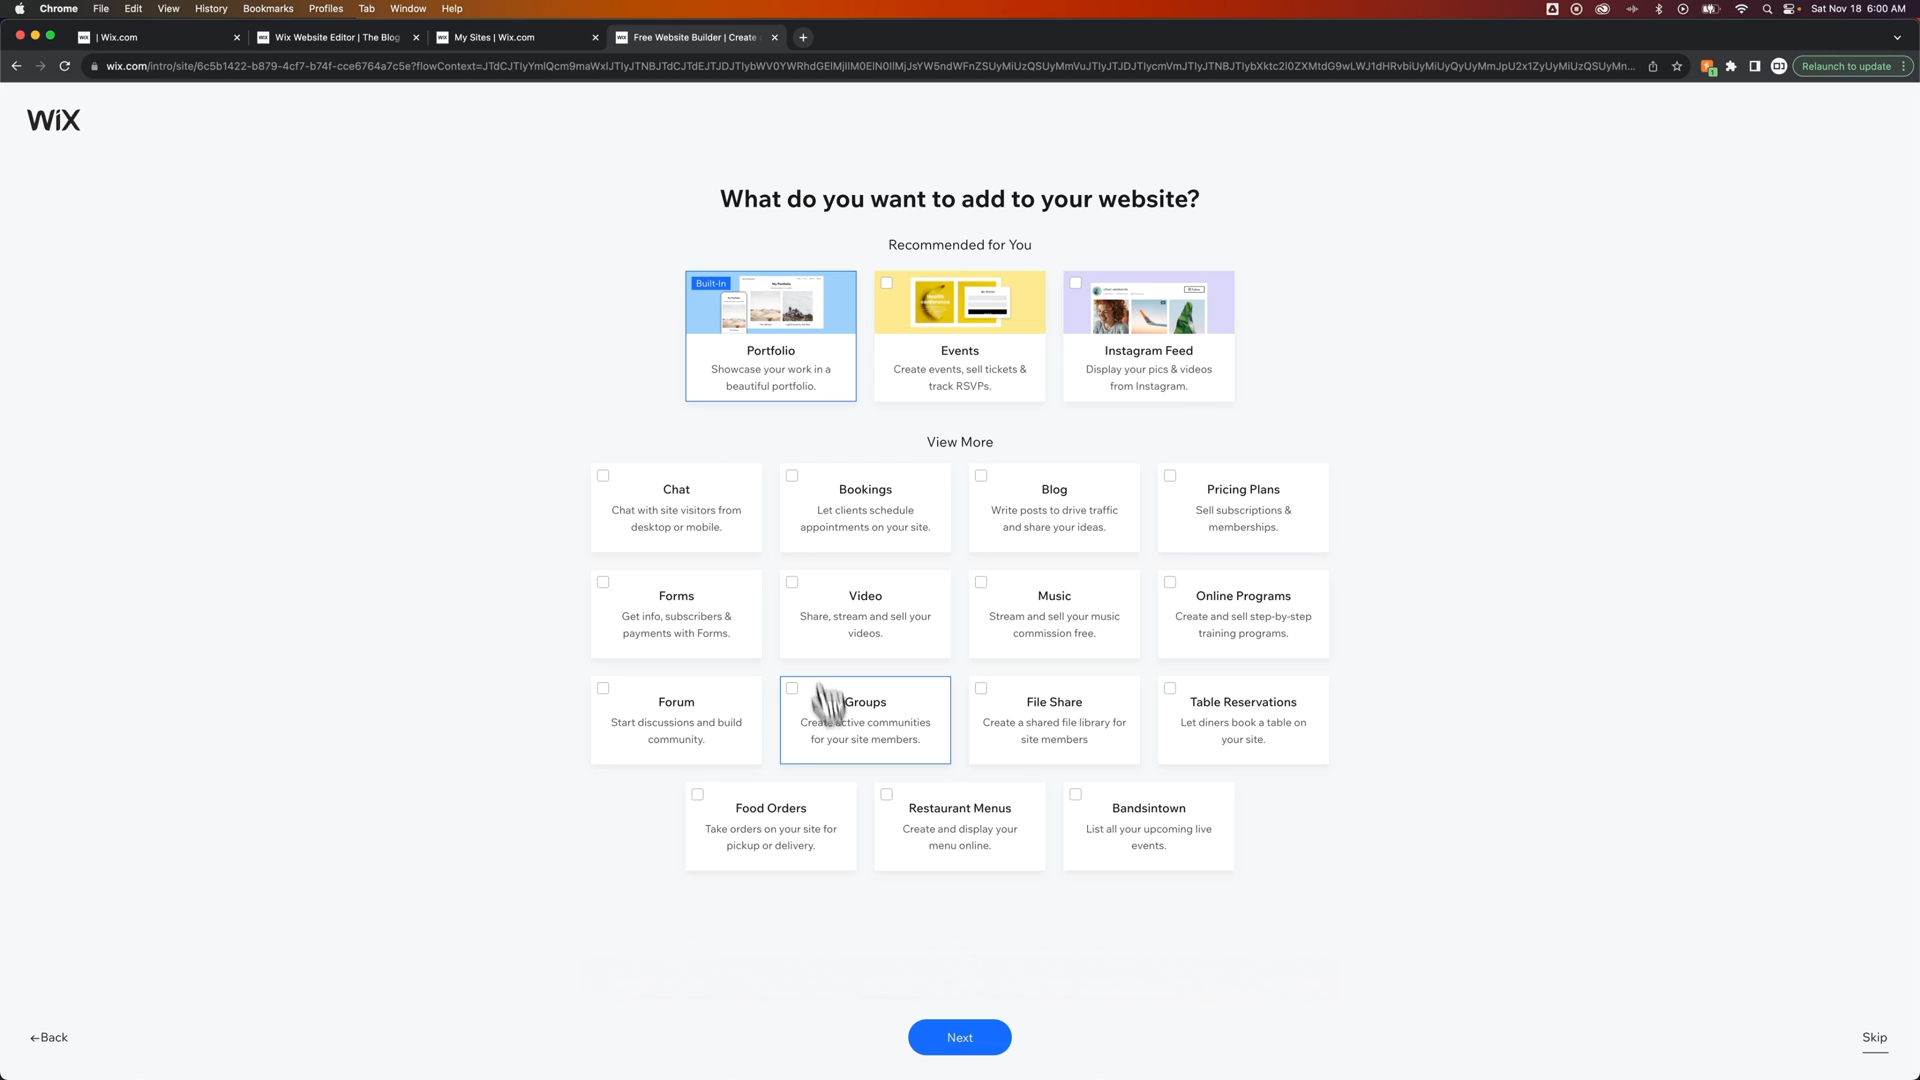 Chrome File Edit View History Bookmarks Profiles Tab Window Help Sat Nov 18 6:00 AM
WiX | Wix.com WiX Wix Website Editor | The Blog WiX My Sites | Wix.com WiX Free Website Builder | Create
Relaunch to update
WiX
What do you want to add to your website?
Recommended for You
Built-In
Portfolio
Showcase your work in a
beautiful portfolio.
Events
Create events, sell tickets &
track RSVPs.
Instagram Feed
Display your pics & videos
from Instagram.
View More
Chat
Chat with site visitors from
desktop or mobile.
Bookings
Let clients schedule
appointments on your site.
Blog
Write posts to drive traffic
and share your ideas.
Pricing Plans
Sell subscriptions &
memberships.
Forms
Get info, subscribers &
payments with Forms.
Video
Share, stream and sell your
videos.
Music
Stream and sell your music
commission free.
Online Programs
Create and sell step-by-step
training programs.
Forum
Start discussions and build
community.
Groups
Create active communities
for your site members.
File Share
Create a shared file library for
site members
Table Reservations
Let diners book a table on
your site.
Food Orders
Take orders on your site for
pickup or delivery.
Restaurant Menus
Create and display your
menu online.
Bandsintown
List all your upcoming live
events.
←Back
Next
Skip